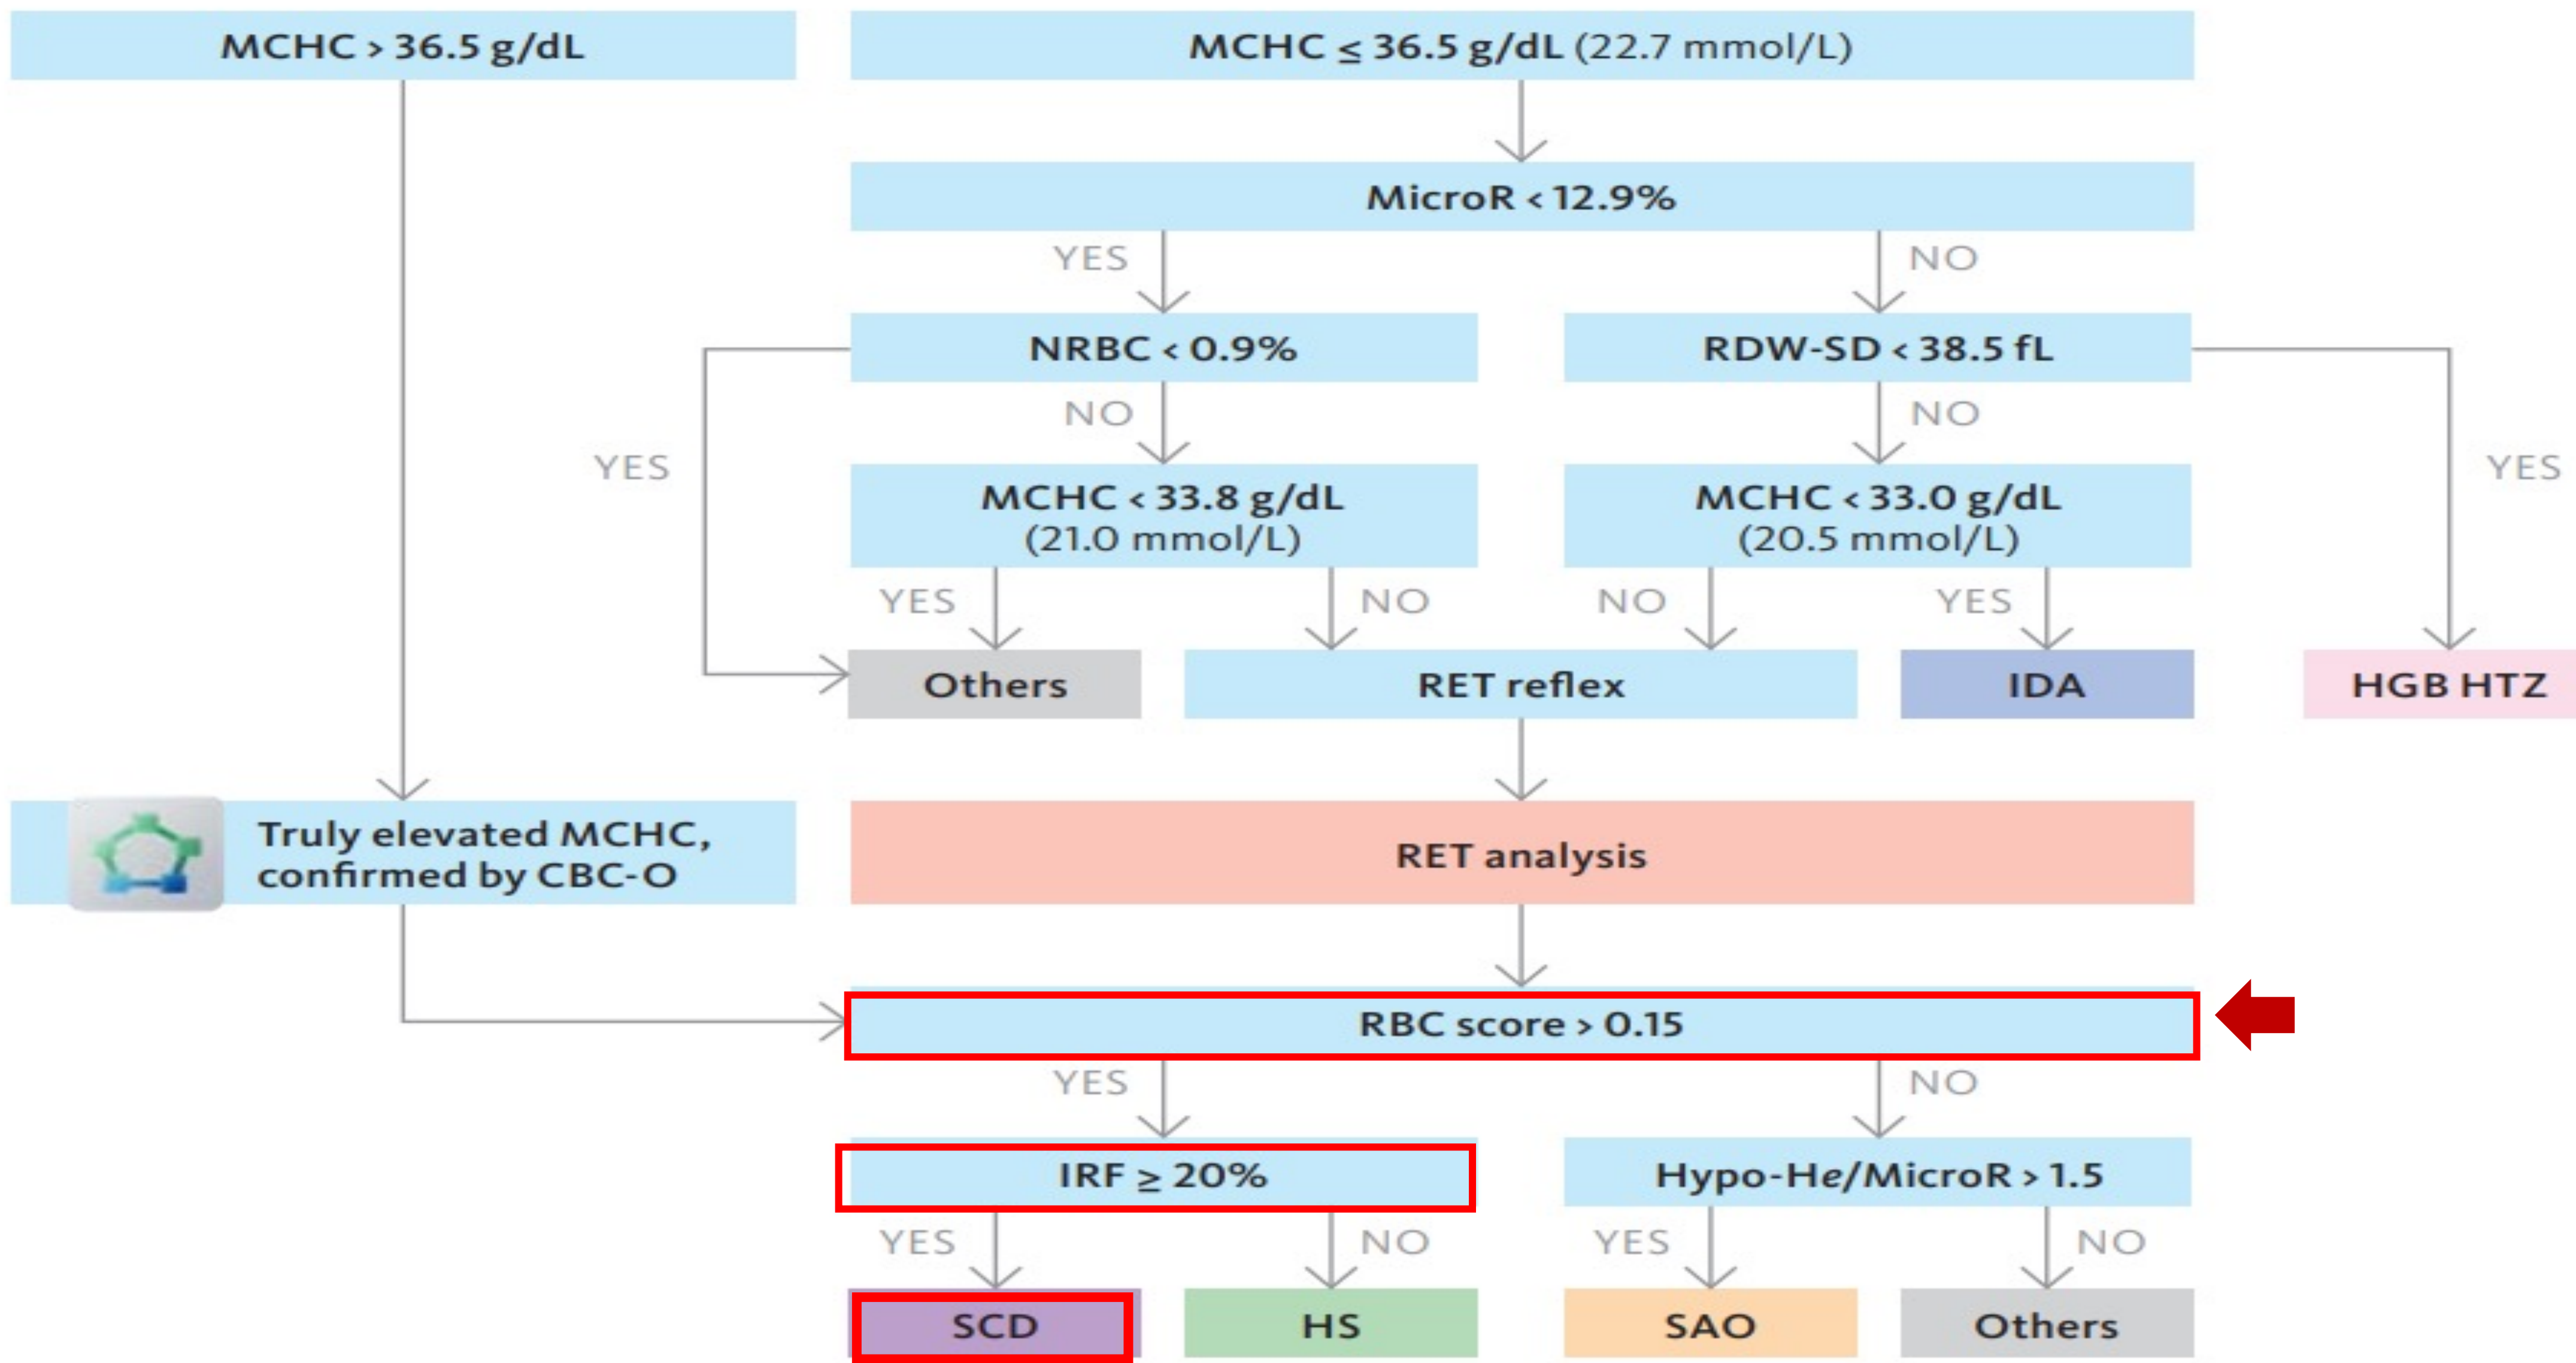 MCHC > 36.5 g/dL
MCHC ≤ 36.5 g/dL (22.7 mmol/L)
MicroR < 12.9%
YES
NO
NRBC < 0.9%
RDW-SD < 38.5 fL
NO
NO
YES
YES
MCHC < 33.8 g/dL
(21.0 mmol/L)
MCHC < 33.0 g/dL
(20.5 mmol/L)
YES
NO
NO
YES
Others
RET reflex
IDA
HGB HTZ
Truly elevated MCHC,
confirmed by CBC-O
RET analysis
RBC score > 0.15
YES
NO
IRF ≥ 20%
Hypo-He/MicroR > 1.5
YES
NO
YES
NO
SCD
HS
SAO
Others